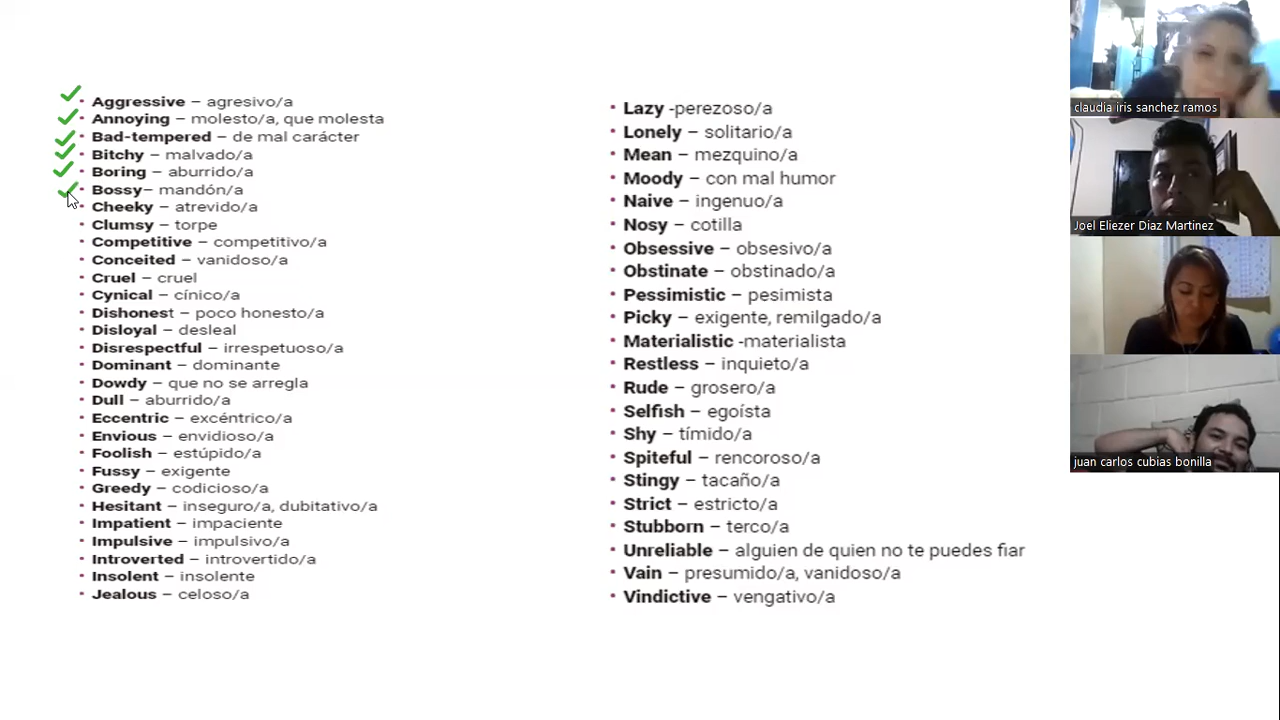 Aggressive – agresivo/a
Annoying – molesto/a, que molesta
Bad-tempered – de mal carácter
Bitchy – malvado/a
Boring – aburrido/a
Bossy– mandón/a
Cheeky – atrevido/a
Clumsy – torpe
Competitive – competitivo/a
Conceited – vanidoso/a
Cruel – cruel
Cynical – cínico/a
Dishonest – poco honesto/a
Disloyal – desleal
Disrespectful – irrespetuoso/a
Dominant – dominante
Dowdy – que no se arregla
Dull – aburrido/a
Eccentric – excéntrico/a
Envious – envidioso/a
Foolish – estúpido/a
Fussy – exigente
Greedy – codicioso/a
Hesitant – inseguro/a, dubitativo/a
Impatient – impaciente
Impulsive – impulsivo/a
Introverted – introvertido/a
Insolent – insolente
Jealous – celoso/a
Lazy -perezoso/a
Lonely – solitario/a
Mean – mezquino/a
Moody – con mal humor
Naive – ingenuo/a
Nosy – cotilla
Obsessive – obsesivo/a
Obstinate – obstinado/a
Pessimistic – pesimista
Picky – exigente, remilgado/a
Materialistic -materialista
Restless – inquieto/a
Rude – grosero/a
Selfish – egoísta
Shy – tímido/a
Spiteful – rencoroso/a
Stingy – tacaño/a
Strict – estricto/a
Stubborn – terco/a
Unreliable – alguien de quien no te puedes fiar
Vain – presumido/a, vanidoso/a
Vindictive – vengativo/a
claudia iris sanchez ramos
Joel Eliezer Diaz Martinez
juan carlos cubias bonilla